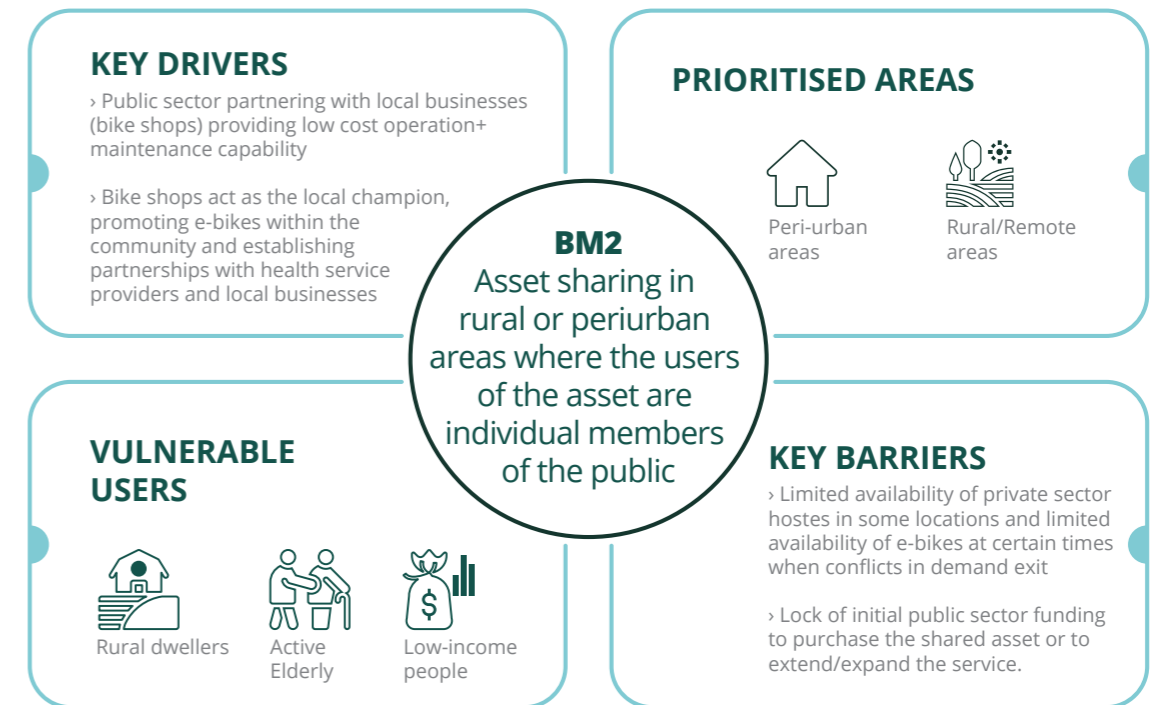 KEY DRIVERS
› Public sector partnering with local businesses
(bike shops) providing low cost operation+
maintenance capability
› Bike shops act as the local champion,
promoting e-bikes within the
community and establishing
partnerships with health service
providers and local businesses
PRIORITISED AREAS
Peri-urban
areas
Rural/Remote
areas
BM2
Asset sharing in
rural or periurban
areas where the users
of the asset are
individual members
of the public
VULNERABLE
USERS
Rural dwellers
Active
Elderly
$
Low-income
people
KEY BARRIERS
› Limited availability of private sector
hostes in some locations and limited
availability of e-bikes at certain times
when conflicts in demand exit
› Lock of initial public sector funding
to purchase the shared asset or to
extend/expand the service.